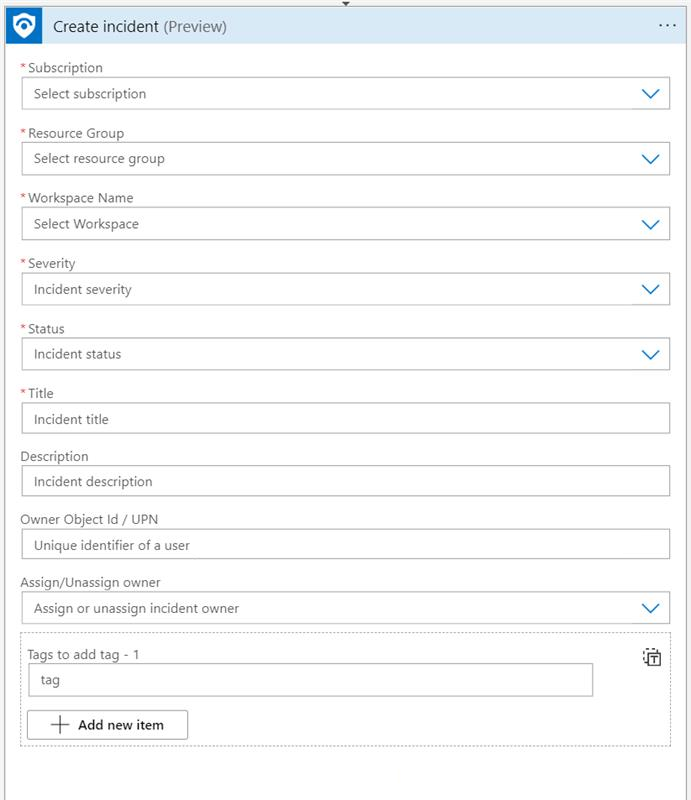 Create incident (Preview)
* Subscription
Select subscription
* Resource Group
Select resource group
* Workspace Name
Select Workspace
* Severity
Incident severity
* Status
Incident status
* Title
Incident title
Description
Incident description
Owner Object Id / UPN
Unique identifier of a user
Assign/Unassign owner
Assign or unassign incident owner
Tags to add tag - 1
tag
Add new item